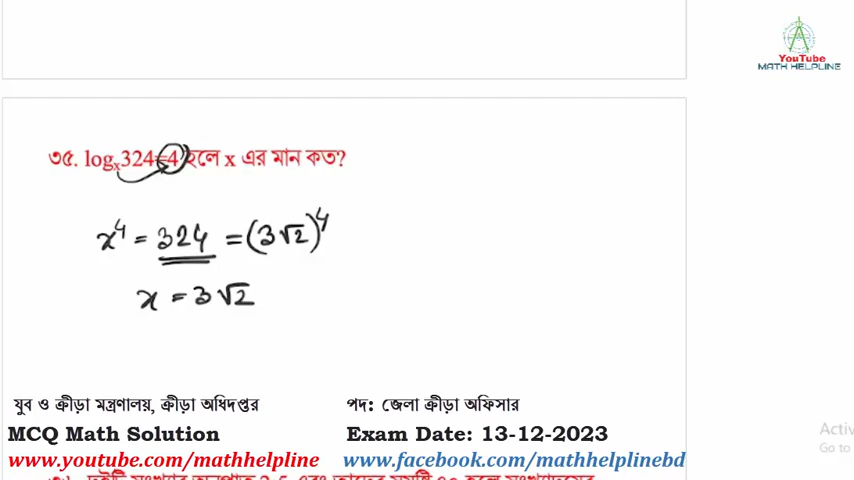 YouTube
MATH HELPLINE
৩৫. logₓ324=4 হলে x এর মান কত?
x⁴ = 324 = (3√2)⁴
x = 3√2
যুব ও ক্রীড়া মন্ত্রণালয়, ক্রীড়া অধিদপ্তর পদ: জেলা ক্রীড়া অফিসার
MCQ Math Solution Exam Date: 13-12-2023
www.youtube.com/mathhelpline www.facebook.com/mathhelplinebd
Activ
Go to